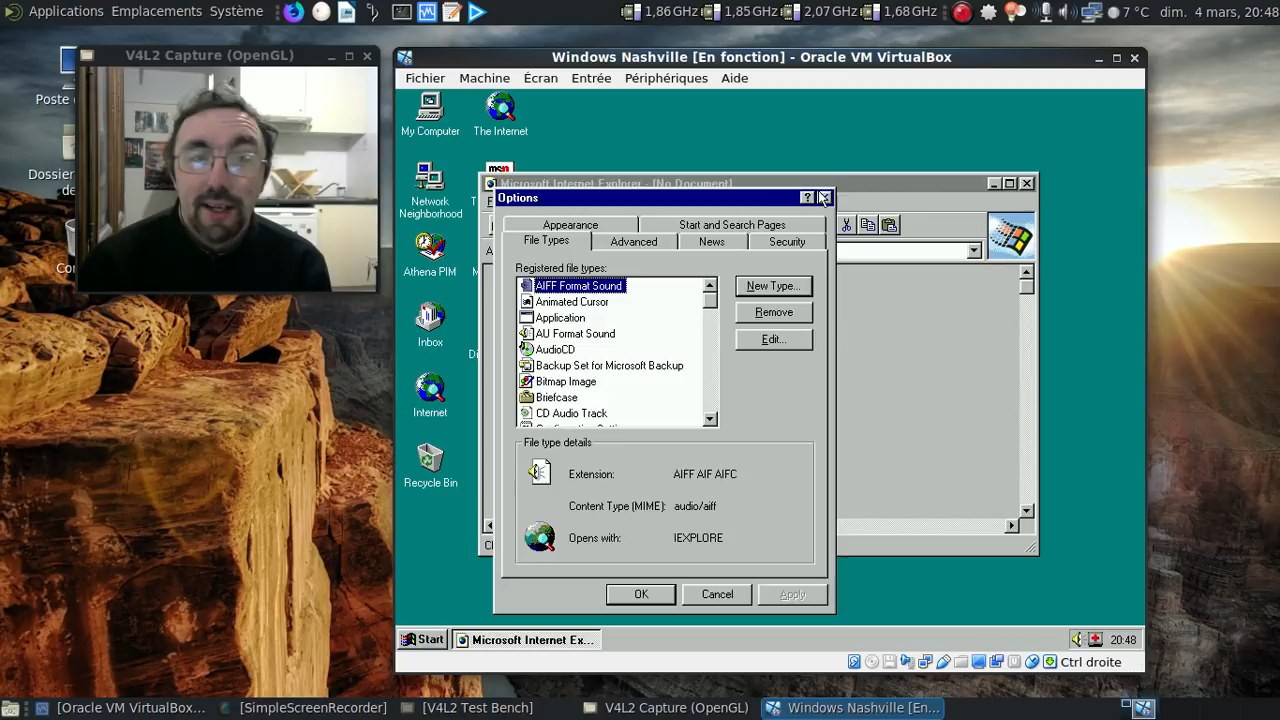 Applications Emplacements Système
1,86 GHz 1,85 GHz 2,07 GHz 1,68 GHz 7 °C dim. 4 mars, 20:48
V4L2 Capture (OpenGL)
Windows Nashville [En fonction] - Oracle VM VirtualBox
Fichier Machine Écran Entrée Périphériques Aide
Poste
Dossier
de
My Computer
The Internet
Network
Neighborhood
msn
Athena PIM
Inbox
Internet
Recycle Bin
Microsoft Internet Explorer - [No Document]
Options
Appearance Start and Search Pages
File Types Advanced News Security
Registered file types:
AIFF Format Sound
Animated Cursor
Application
AU Format Sound
AudioCD
Backup Set for Microsoft Backup
Bitmap Image
Briefcase
CD Audio Track
New Type...
Remove
Edit...
File type details
Extension: AIFF AIF AIFC
Content Type (MIME): audio/aiff
Opens with: IEXPLORE
OK Cancel Apply
Start Microsoft Internet Ex... 20:48
Ctrl droite
[Oracle VM VirtualBox... [SimpleScreenRecorder] [V4L2 Test Bench] V4L2 Capture (OpenGL) Windows Nashville [En...